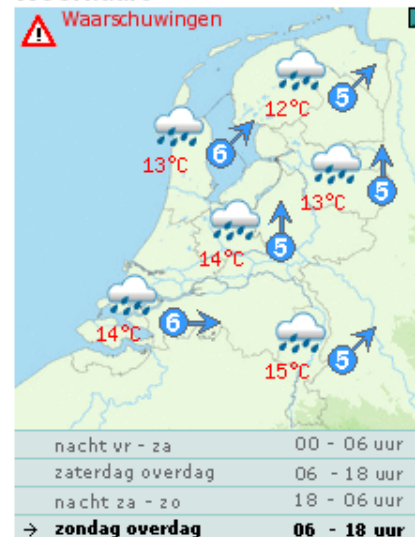 Waarschuwingen
12°C
5
6
13°C
13°C
5
14°C
5
14°C
6
15°C
5
nacht vr - za 00 - 06 uur
zaterdag overdag 06 - 18 uur
nacht za - zo 18 - 06 uur
→ zondag overdag 06 - 18 uur